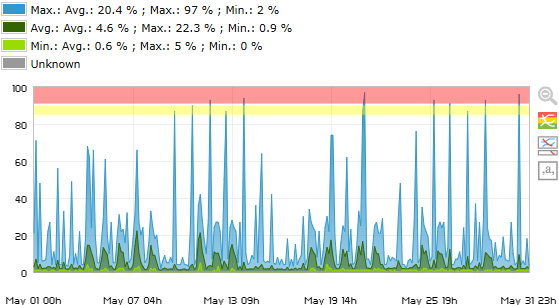 Max.: Avg.: 20.4 % ; Max.: 97 % ; Min.: 2 %
Avg.: Avg.: 4.6 % ; Max.: 22.3 % ; Min.: 0.9 %
Min.: Avg.: 0.6 % ; Max.: 5 % ; Min.: 0 %
Unknown
100
80
60
40
20
0
,a,
May 01 00h May 07 04h May 13 09h May 19 14h May 25 19h May 31 23h